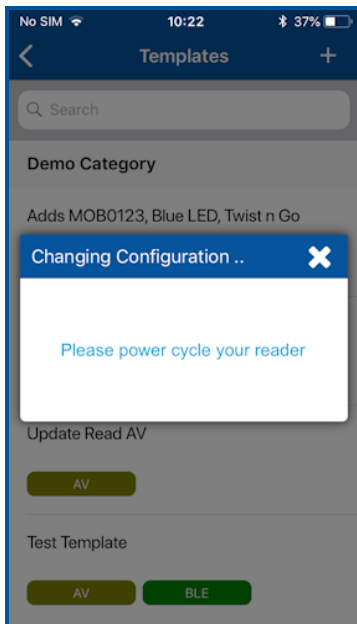 No SIM 10:22 37%
Templates +
Search
Demo Category
Adds MOB0123, Blue LED, Twist n Go
Changing Configuration ..
Please power cycle your reader
Update Read AV
AV
Test Template
AV BLE